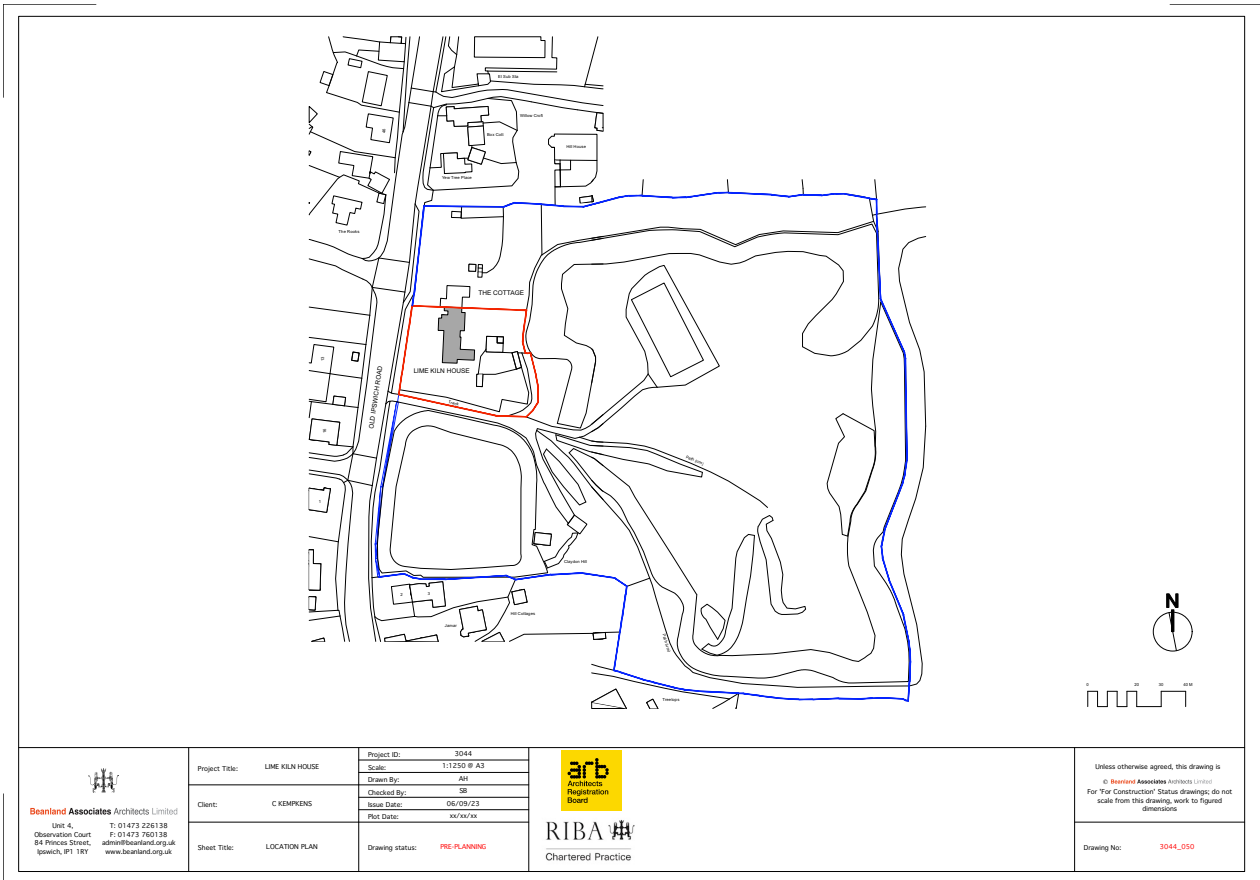 El Sub Sta
Willow Croft
Box Cott
Hill House
Yew Tree Place
The Rooks
THE COTTAGE
LIME KILN HOUSE
OLD IPSWICH ROAD
Track
Path (um)
Claydon Hill
2
3
1
Hill Cottages
Jamar
Path (um)
Treetops
N
0
20
30
40 M
Beanland Associates Architects Limited
Unit 4,
Observation Court
84 Princes Street,
Ipswich, IP1 1RY
T: 01473 226138
F: 01473 760138
admin@beanland.org.uk
www.beanland.org.uk
Project Title: LIME KILN HOUSE
Client: C KEMPKENS
Sheet Title: LOCATION PLAN
Project ID: 3044
Scale: 1:1250 @ A3
Drawn By: AH
Checked By: SB
Issue Date: 06/09/23
Plot Date: xx/xx/xx
Drawing status: PRE-PLANNING
arb
Architects
Registration
Board
RIBA
Chartered Practice
Unless otherwise agreed, this drawing is
© Beanland Associates Architects Limited
For 'For Construction' Status drawings; do not
scale from this drawing, work to figured
dimensions
Drawing No: 3044_050